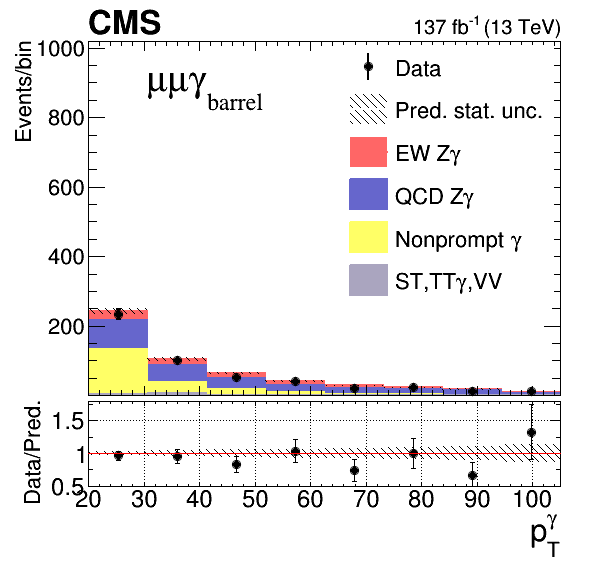 CMS 137 fb⁻¹ (13 TeV)
Events/bin
1000
800
600
400
200
μμγ barrel
Data
Pred. stat. unc.
EW Zγ
QCD Zγ
Nonprompt γ
ST,TTγ,VV
Data/Pred.
1.5
1
0.5
20 30 40 50 60 70 80 90 100
p_T^γ